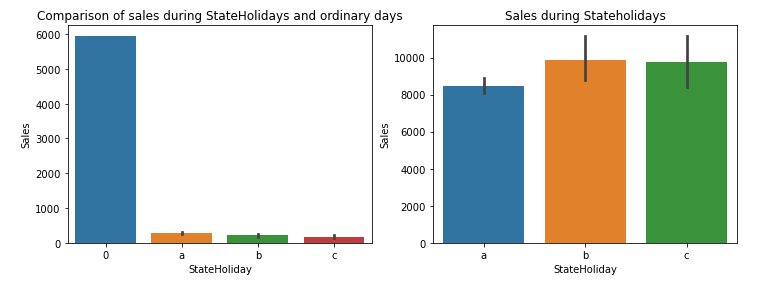 Comparison of sales during StateHolidays and ordinary days
Sales
6000
5000
4000
3000
2000
1000
0
0 a b c
StateHoliday
Sales during Stateholidays
Sales
10000
8000
6000
4000
2000
0
a b c
StateHoliday